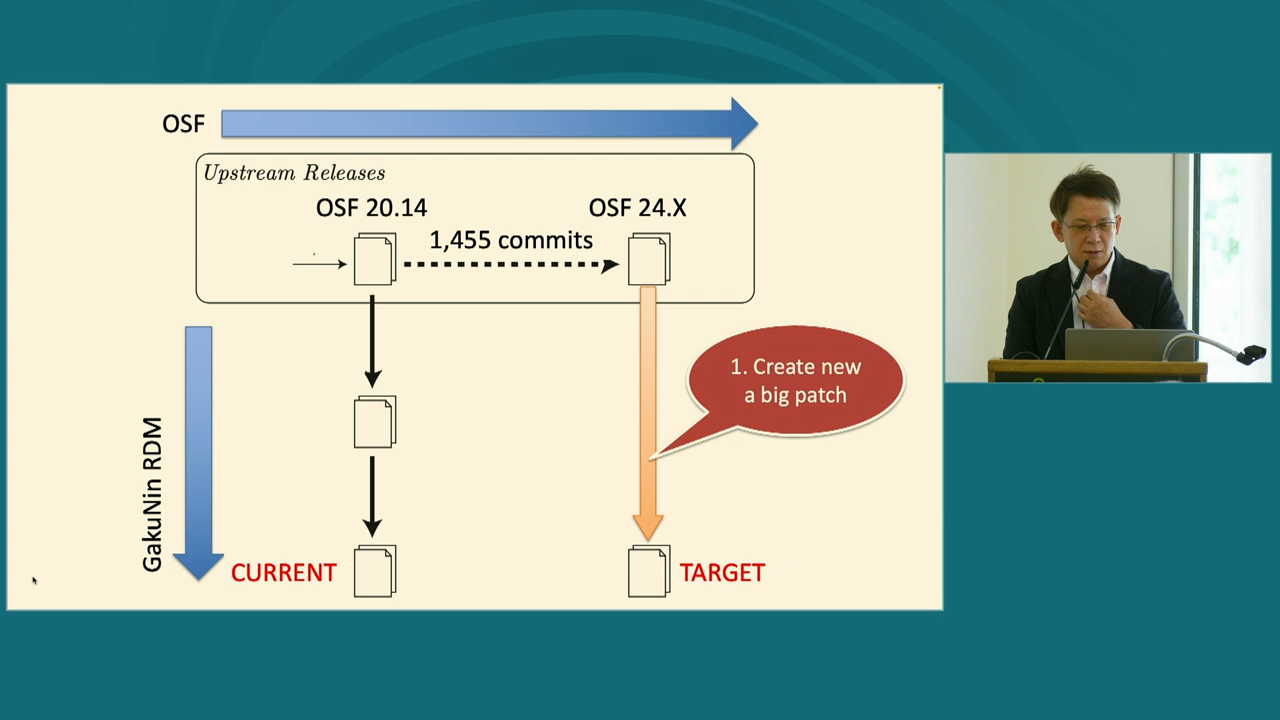 OSF
Upstream Releases
OSF 20.14
OSF 24.X
1,455 commits
1. Create new
a big patch
GakuNin RDM
CURRENT
TARGET